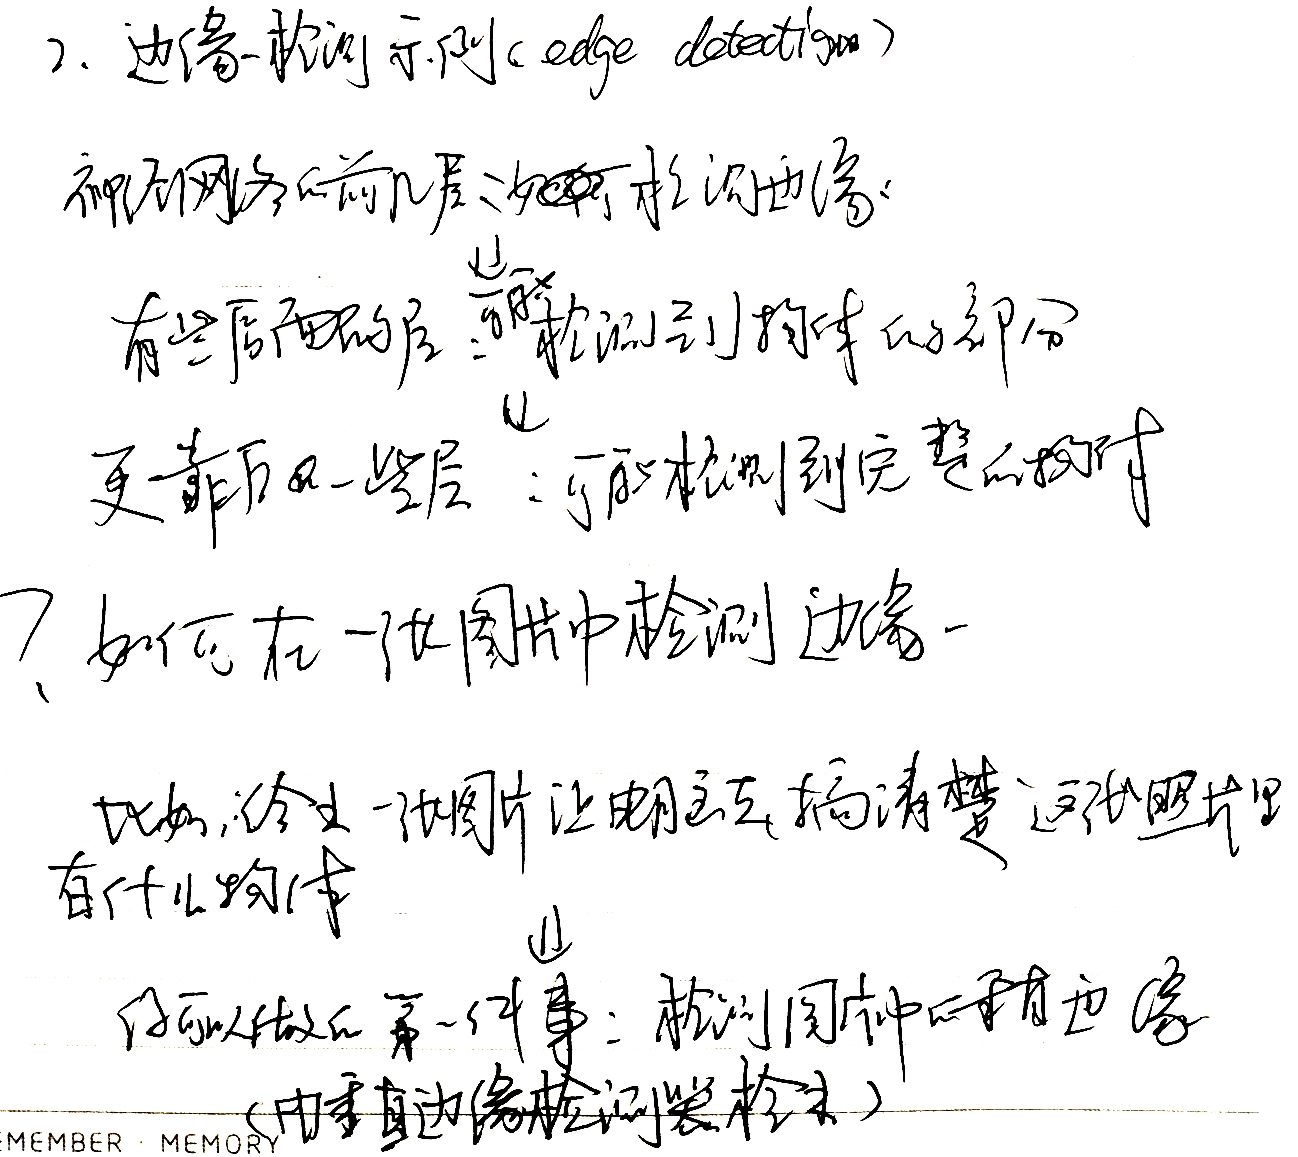 2. 边缘检测示例(edge detection)
神经网络的前几层:如何检测边缘.
⇓
有些后面的层:可能检测到物体的部分
⇓
更靠后的一些层:可能检测到完整的物体
? 如何在一张图片中检测边缘
比如:给出一张图片让电脑去搞清楚这张照片里
有什么物体
⇓
你可以做的第一件事:检测图片中的垂直边缘
(由垂直边缘检测器检测)
EMEMBER · MEMORY